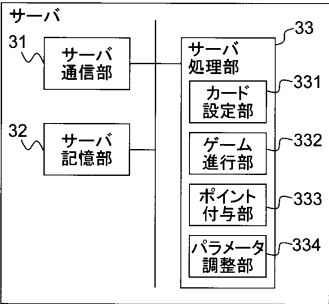 サーバ
31
サーバ
通信部
32
サーバ
記憶部
33
サーバ
処理部
カード
設定部
331
ゲーム
進行部
332
ポイント
付与部
333
パラメータ
調整部
334